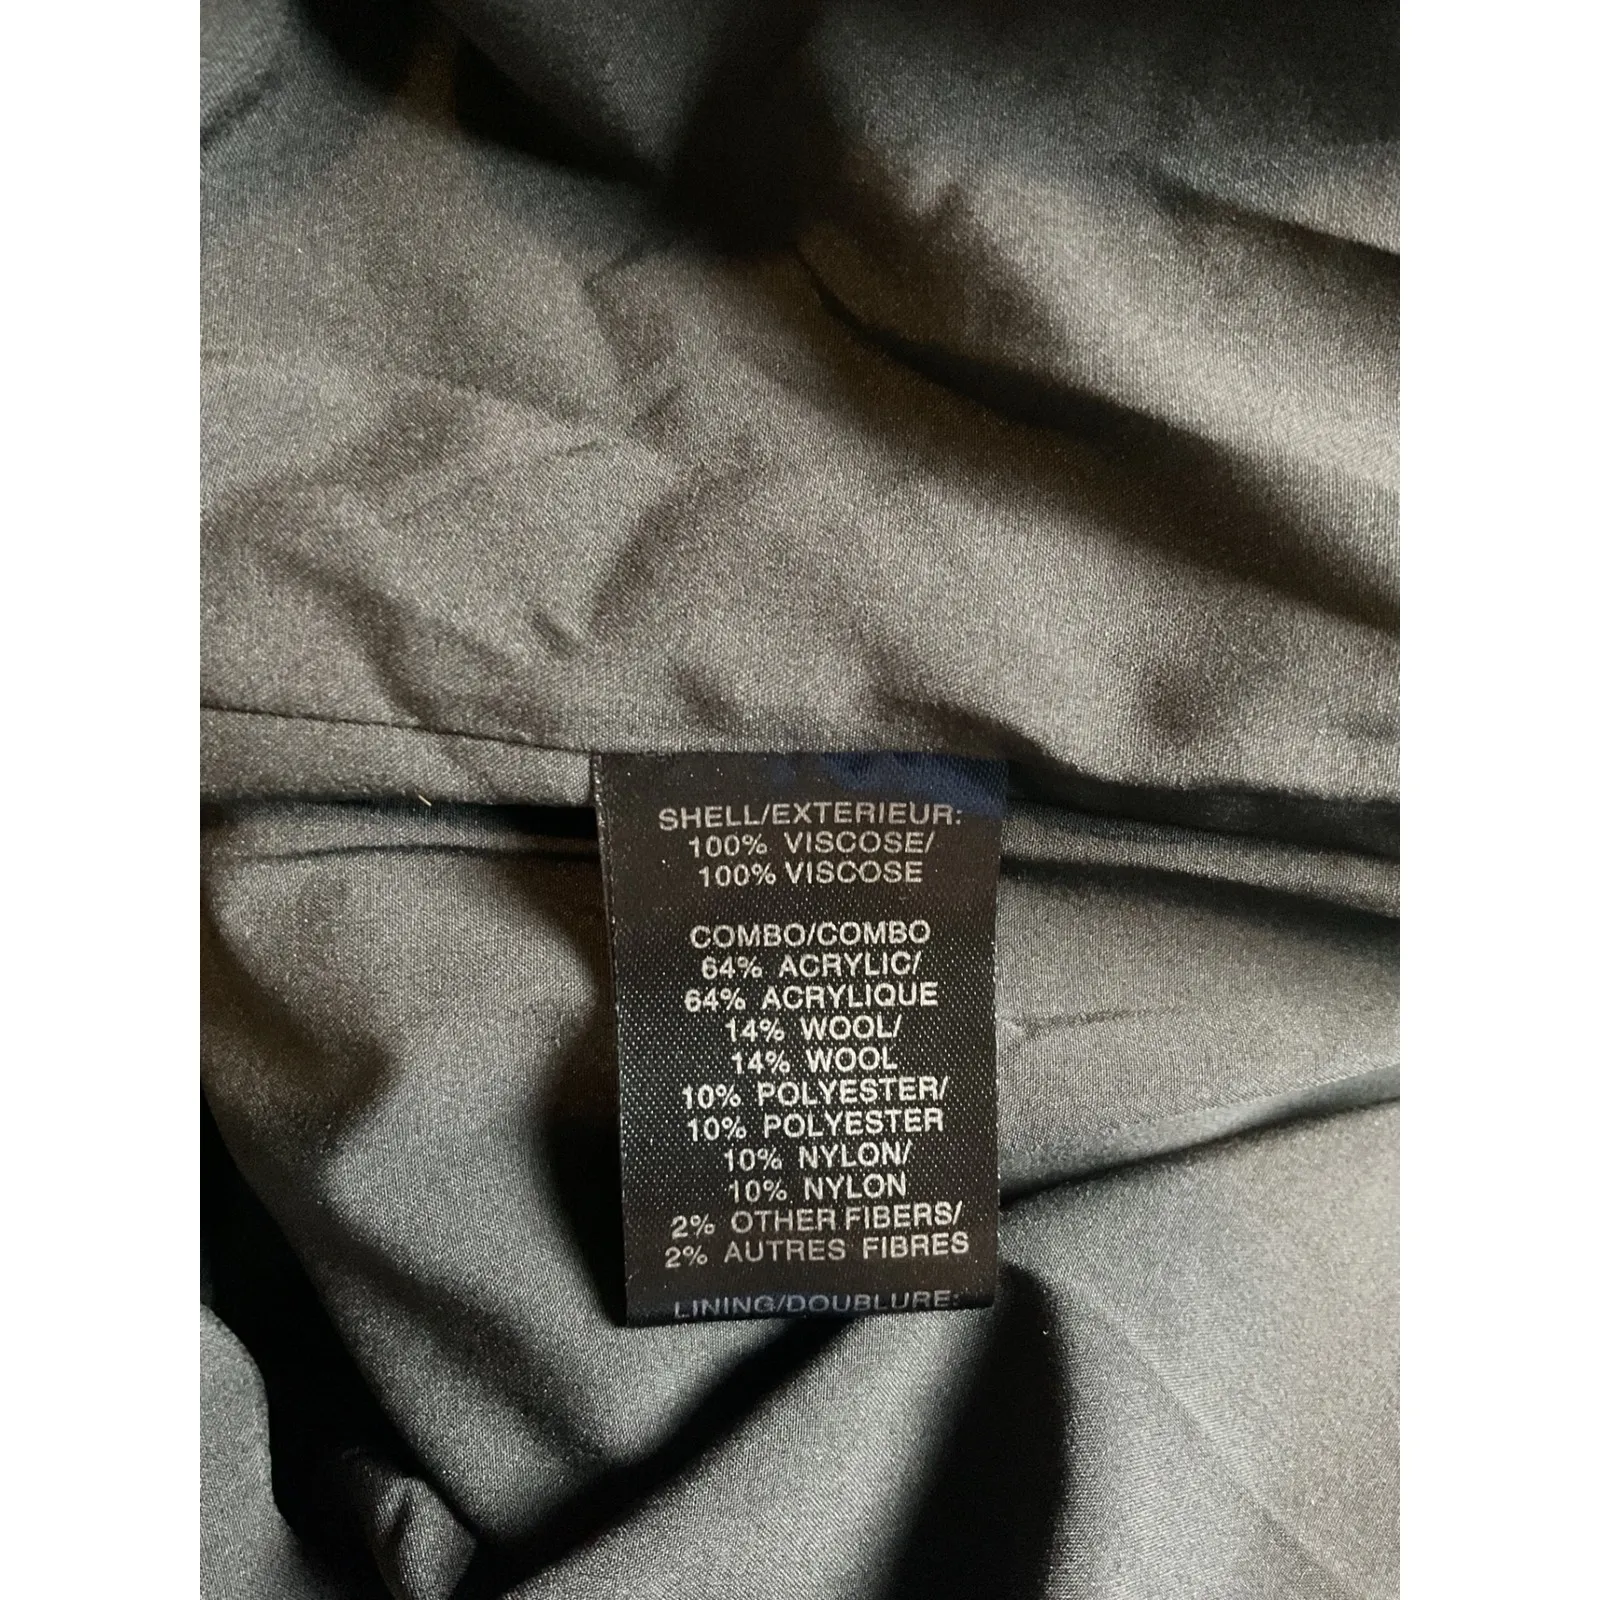 SHELL/EXTERIEUR:
100% VISCOSE/
100% VISCOSE
COMBO/COMBO
64% ACRYLIC/
64% ACRYLIQUE
14% WOOL/
14% WOOL
10% POLYESTER/
10% POLYESTER
10% NYLON/
10% NYLON
2% OTHER FIBERS/
2% AUTRES FIBRES
LINING/DOUBLURE: